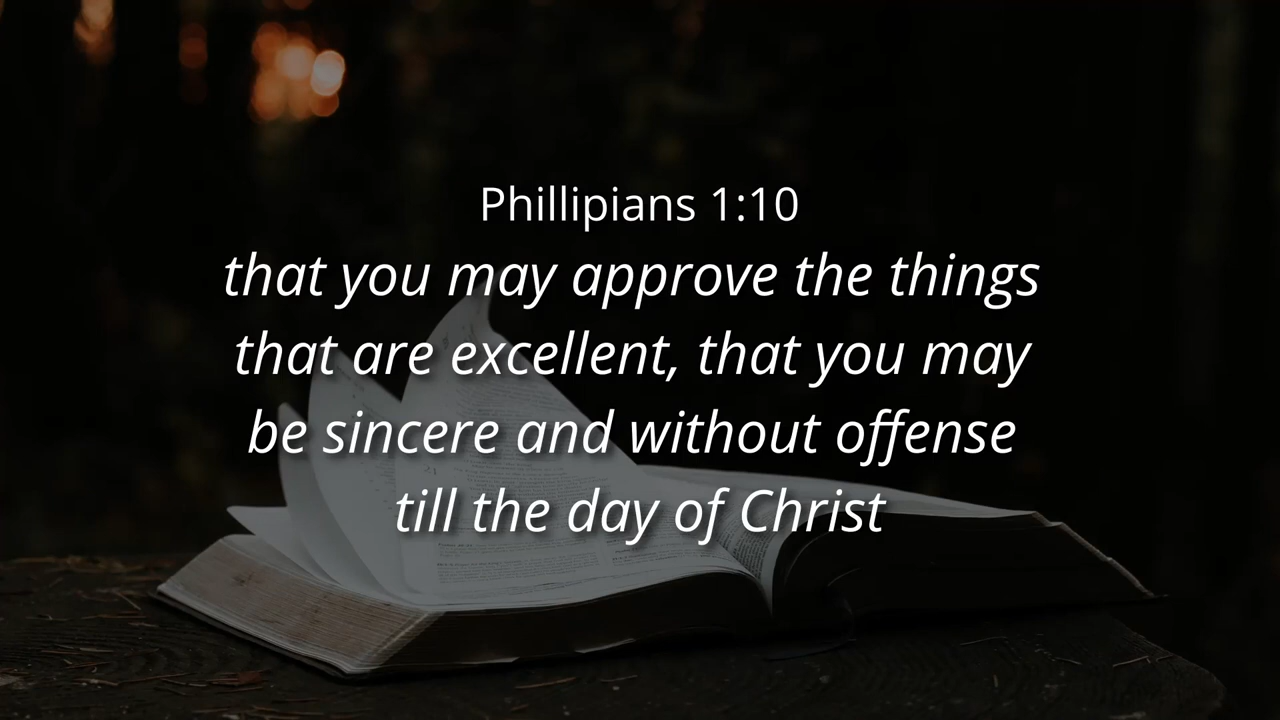 Phillipians 1:10
that you may approve the things
that are excellent, that you may
be sincere and without offense
till the day of Christ